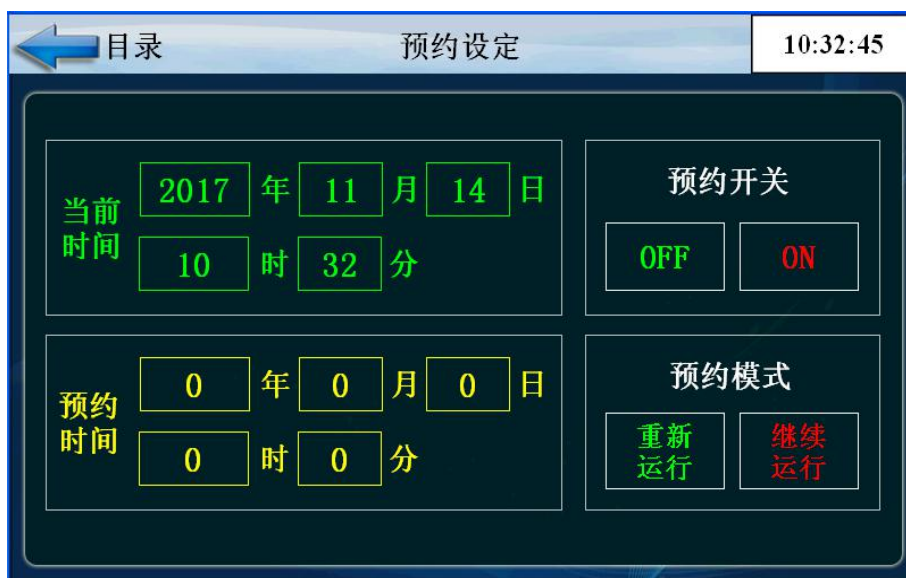 目录 预约设定 10:32:45
当前时间
2017 年 11 月 14 日
10 时 32 分
预约开关
OFF ON
预约时间
0 年 0 月 0 日
0 时 0 分
预约模式
重新 继续
运行 运行